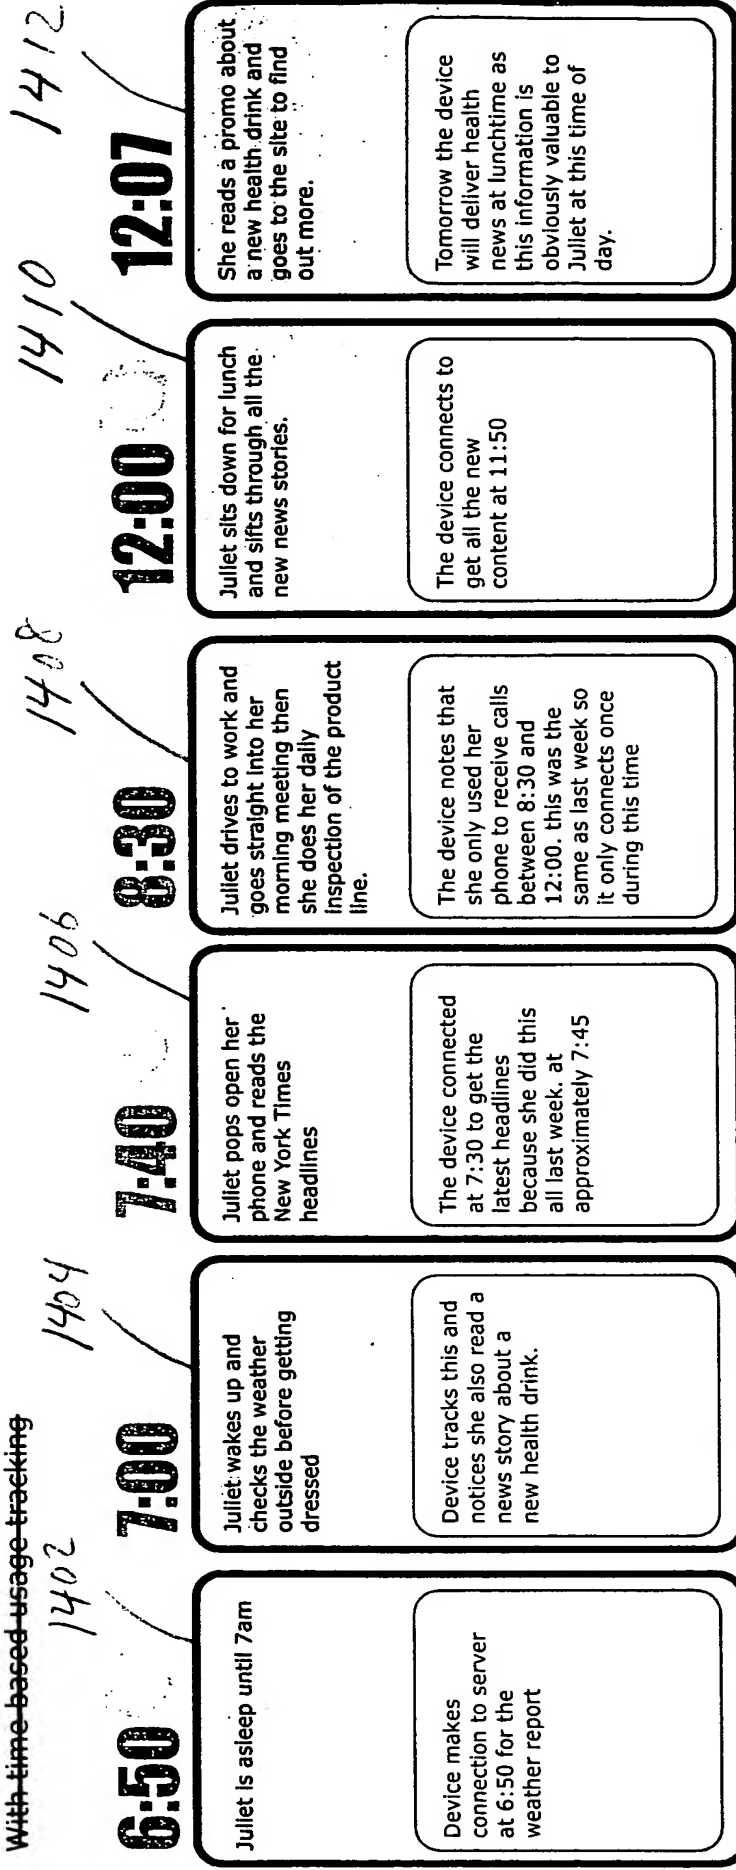 With time based usage tracking
1402
6:50
Juliet is asleep until 7am
Device makes
connection to server
at 6:50 for the
weather report
1404
7:00
Juliet wakes up and
checks the weather
outside before getting
dressed
Device tracks this and
notices she also read a
news story about a
new health drink.
1406
7:40
Juliet pops open her
phone and reads the
New York Times
headlines
The device connected
at 7:30 to get the
latest headlines
because she did this
all last week. at
approximately 7:45
1408
8:30
Juliet drives to work and
goes straight into her
morning meeting then
she does her daily
inspection of the product
line.
The device notes that
she only used her
phone to receive calls
between 8:30 and
12:00. this was the
same as last week so
it only connects once
during this time
1410
12:00
Juliet sits down for lunch
and sifts through all the
new news stories.
The device connects to
get all the new
content at 11:50
1412
12:07
She reads a promo about
a new health drink and
goes to the site to find
out more.
Tomorrow the device
will deliver health
news at lunchtime as
this information is
obviously valuable to
Juliet at this time of
day.